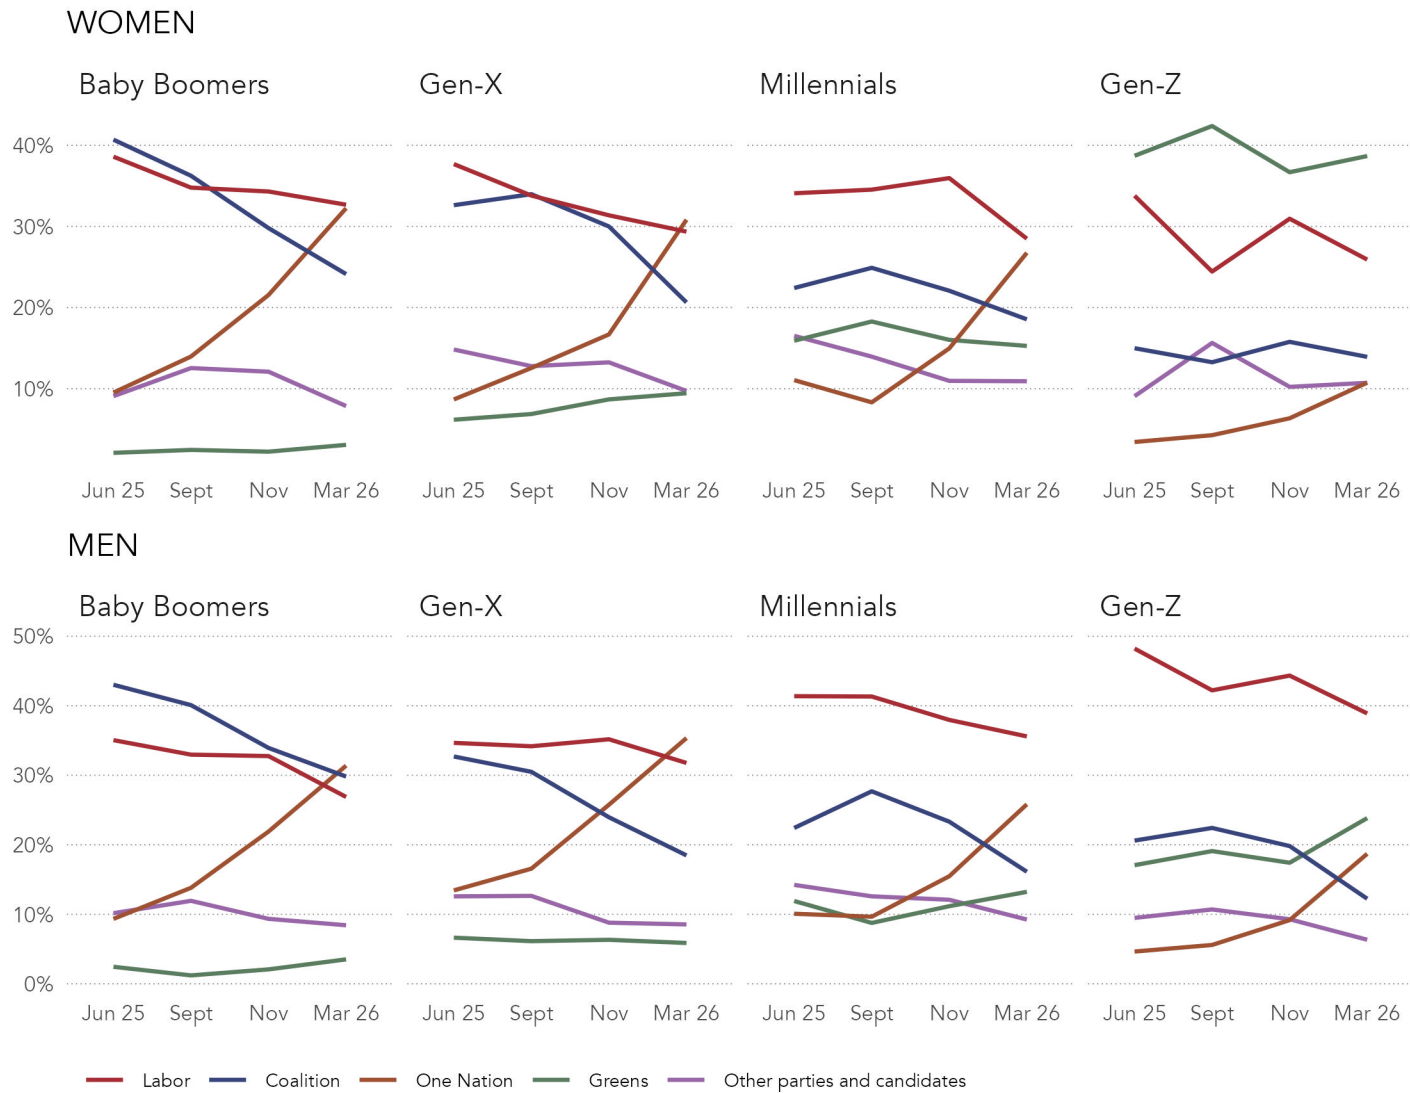 WOMEN
Baby Boomers Gen-X Millennials Gen-Z
40%
30%
20%
10%
Jun 25 Sept Nov Mar 26 Jun 25 Sept Nov Mar 26 Jun 25 Sept Nov Mar 26 Jun 25 Sept Nov Mar 26
MEN
Baby Boomers Gen-X Millennials Gen-Z
50%
40%
30%
20%
10%
0%
Jun 25 Sept Nov Mar 26 Jun 25 Sept Nov Mar 26 Jun 25 Sept Nov Mar 26 Jun 25 Sept Nov Mar 26
Labor Coalition One Nation Greens Other parties and candidates